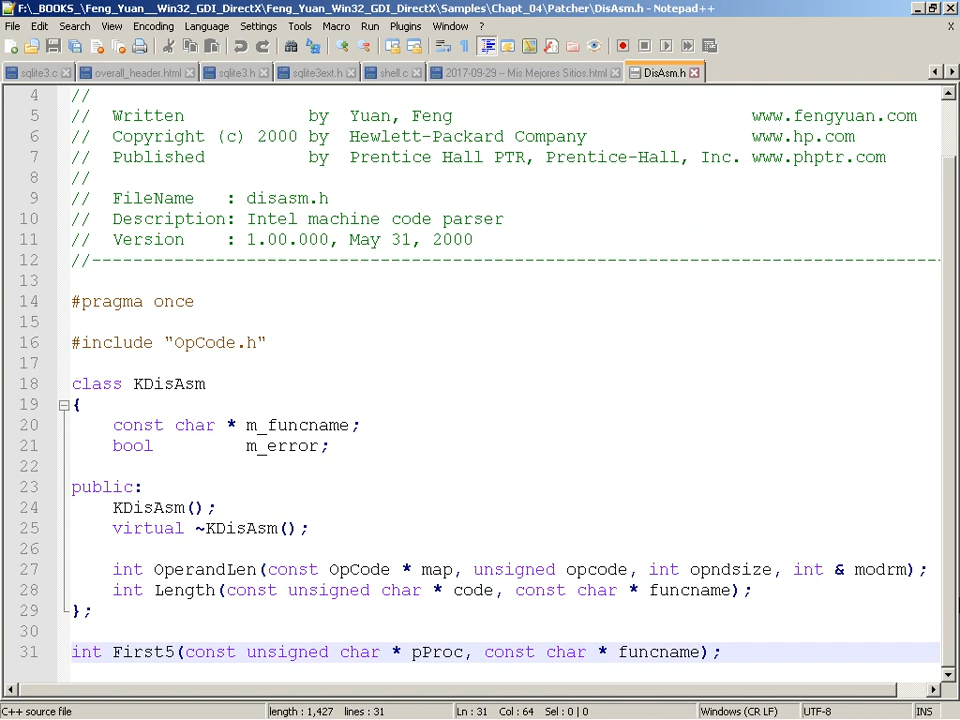 F:\_BOOKS_\Feng_Yuan__Win32_GDI_DirectX\Feng_Yuan_Win32_GDI_DirectX\Samples\Chapt_04\Patcher\DisAsm.h - Notepad++
File Edit Search View Encoding Language Settings Tools Macro Run Plugins Window ? X
sqlite3.c overall_header.html sqlite3.h sqlite3ext.h shell.c 2017-09-29 - Mis Mejores Sitios.html DisAsm.h
4 //
5 // Written by Yuan, Feng www.fengyuan.com
6 // Copyright (c) 2000 by Hewlett-Packard Company www.hp.com
7 // Published by Prentice Hall PTR, Prentice-Hall, Inc. www.phptr.com
8 //
9 // FileName : disasm.h
10 // Description: Intel machine code parser
11 // Version : 1.00.000, May 31, 2000
12 //-----------------------------------------------------------------------------------
13
14 #pragma once
15
16 #include "OpCode.h"
17
18 class KDisAsm
19 {
20 const char * m_funcname;
21 bool m_error;
22
23 public:
24 KDisAsm();
25 virtual ~KDisAsm();
26
27 int OperandLen(const OpCode * map, unsigned opcode, int opndsize, int & modrm);
28 int Length(const unsigned char * code, const char * funcname);
29 };
30
31 int First5(const unsigned char * pProc, const char * funcname);
C++ source file length : 1,427 lines : 31 Ln : 31 Col : 64 Sel : 0 | 0 Windows (CR LF) UTF-8 INS